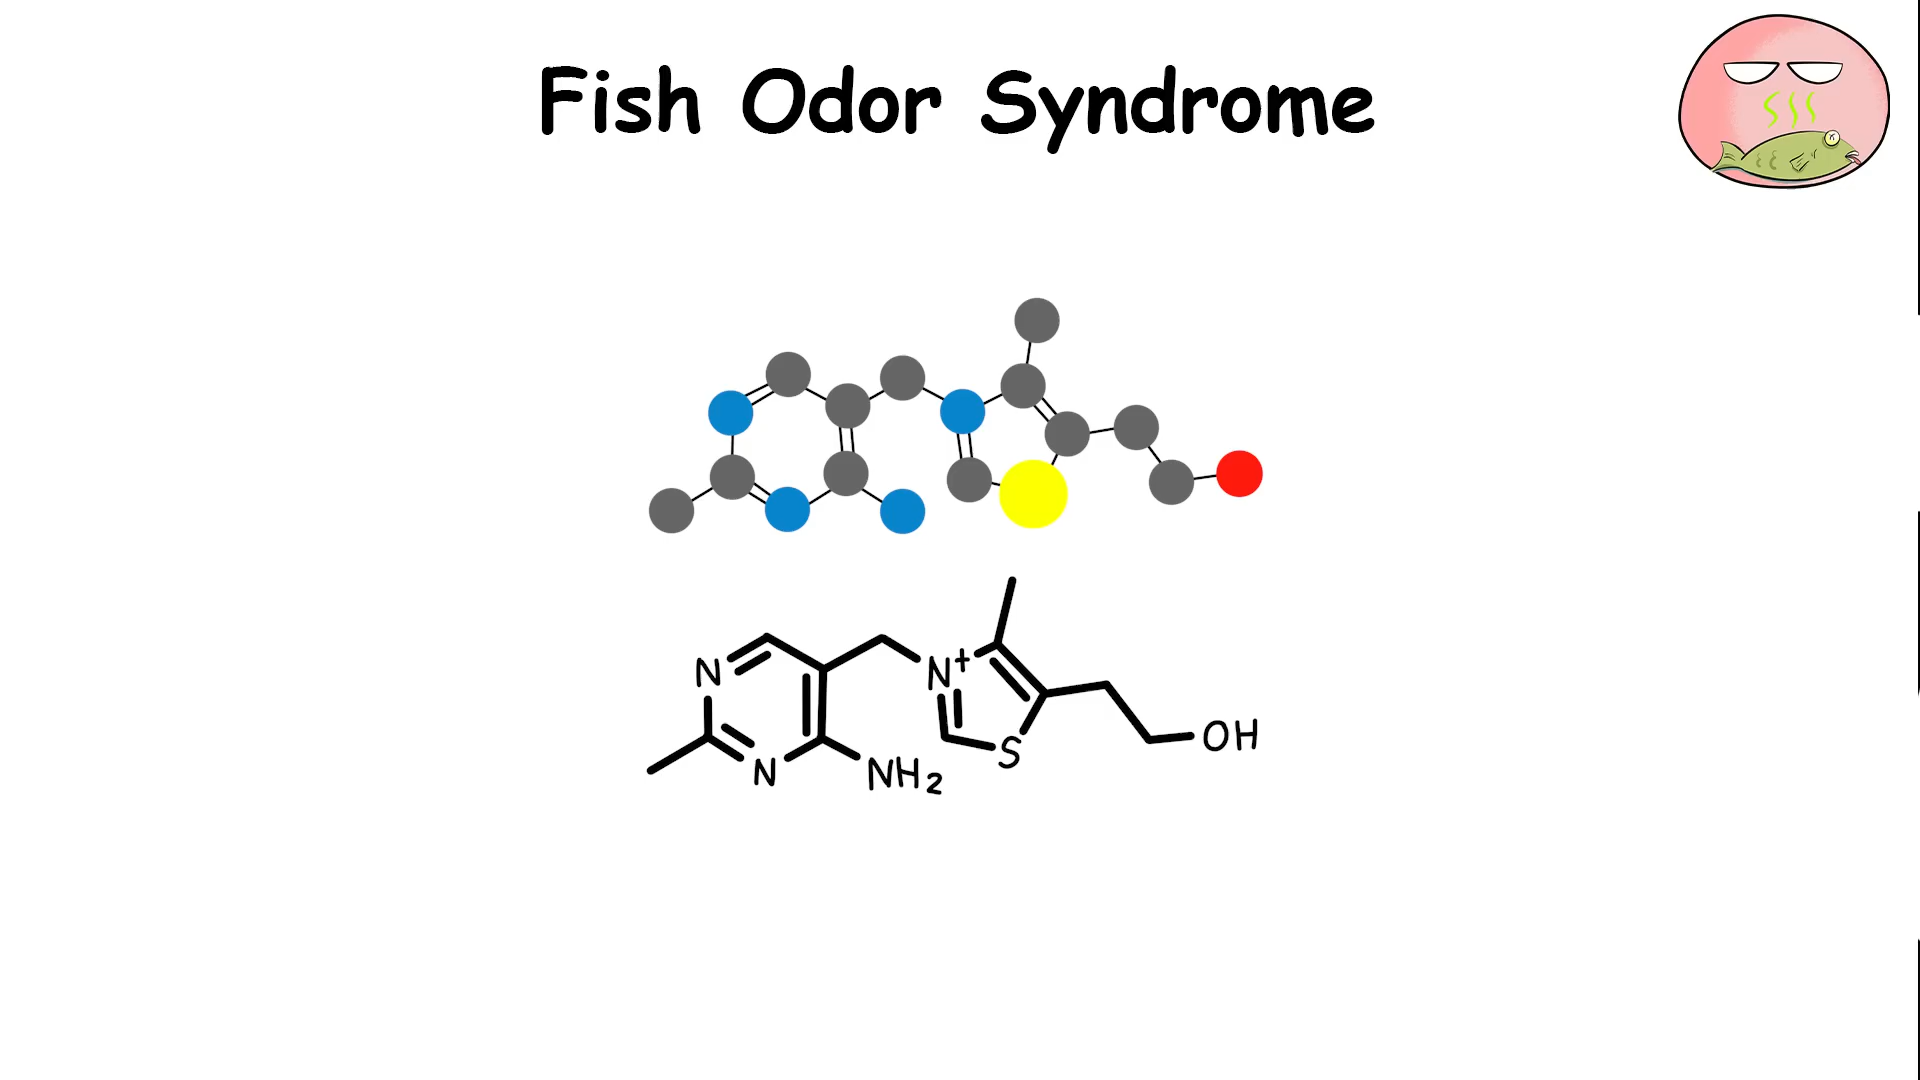 Fish Odor Syndrome
N
N⁺
S
OH
N
NH₂